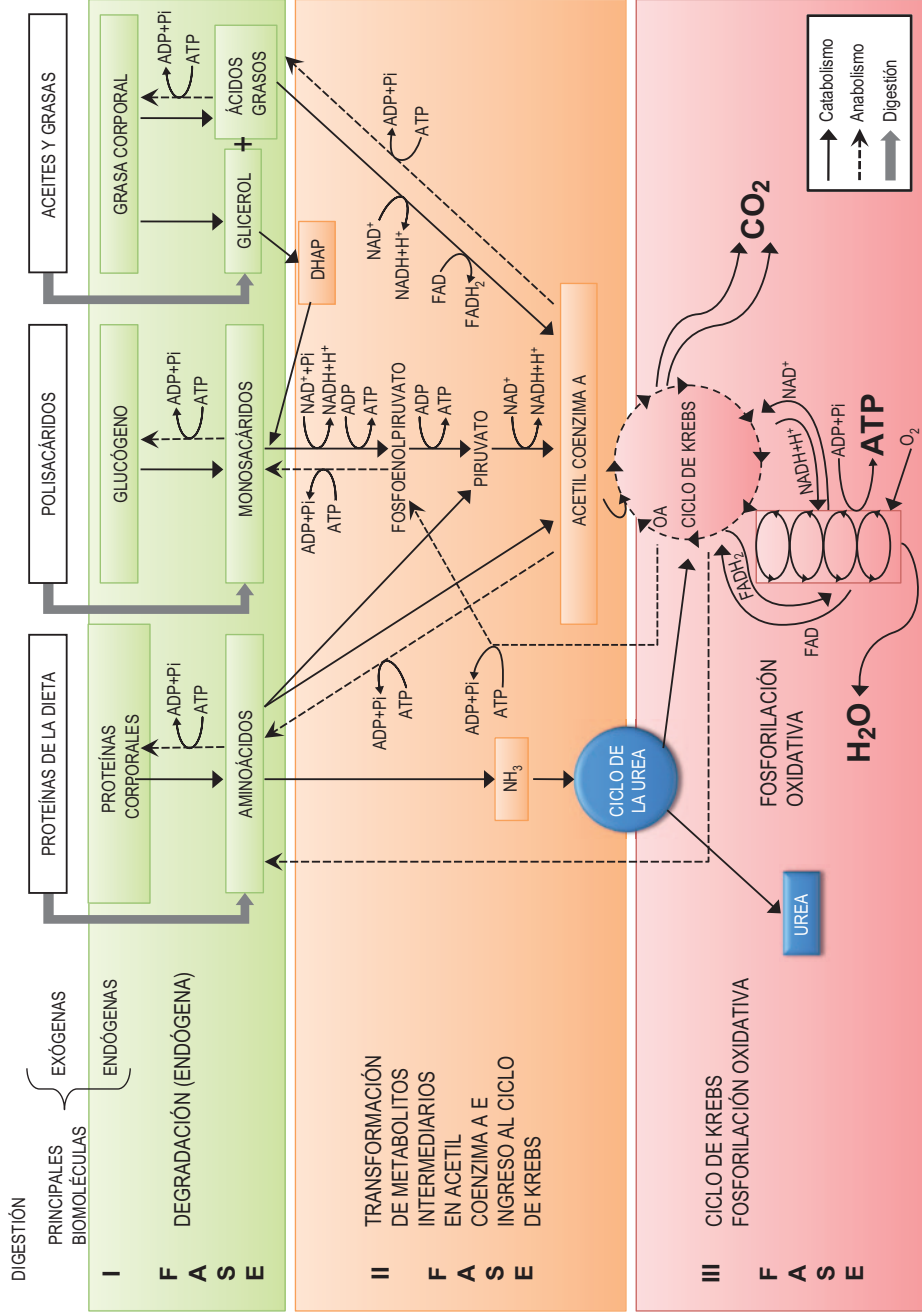 DIGESTIÓN
PRINCIPALES
BIOMOLÉCULAS
EXÓGENAS
ENDÓGENAS
PROTEÍNAS DE LA DIETA
POLISACÁRIDOS
ACEITES Y GRASAS
I
F
A
S
E
DEGRADACIÓN (ENDÓGENA)
PROTEÍNAS
CORPORALES
ADP+Pi
ATP
AMINOÁCIDOS
GLUCÓGENO
ADP+Pi
ATP
MONOSACÁRIDOS
GRASA CORPORAL
ADP+Pi
ATP
GLICEROL
+
ÁCIDOS
GRASOS
II
F
A
S
E
TRANSFORMACIÓN
DE METABOLITOS
INTERMEDIARIOS
EN ACETIL
COENZIMA A E
INGRESO AL CICLO
DE KREBS
DHAP
NAD⁺+Pi
NADH+H⁺
ADP
ATP
ADP+Pi
ATP
FOSFOENOLPIRUVATO
ADP
ATP
PIRUVATO
NAD⁺
NADH+H⁺
NAD⁺
NADH+H⁺
FAD
FADH₂
ADP+Pi
ATP
ADP+Pi
ATP
ADP+Pi
ATP
NH₃
ACETIL COENZIMA A
III
F
A
S
E
CICLO DE KREBS
FOSFORILACIÓN OXIDATIVA
CICLO DE
LA UREA
UREA
OA
CICLO DE KREBS
CO₂
FADH₂
FAD
NADH+H⁺
NAD⁺
ADP+Pi
ATP
O₂
H₂O
FOSFORILACIÓN
OXIDATIVA
Catabolismo
Anabolismo
Digestión